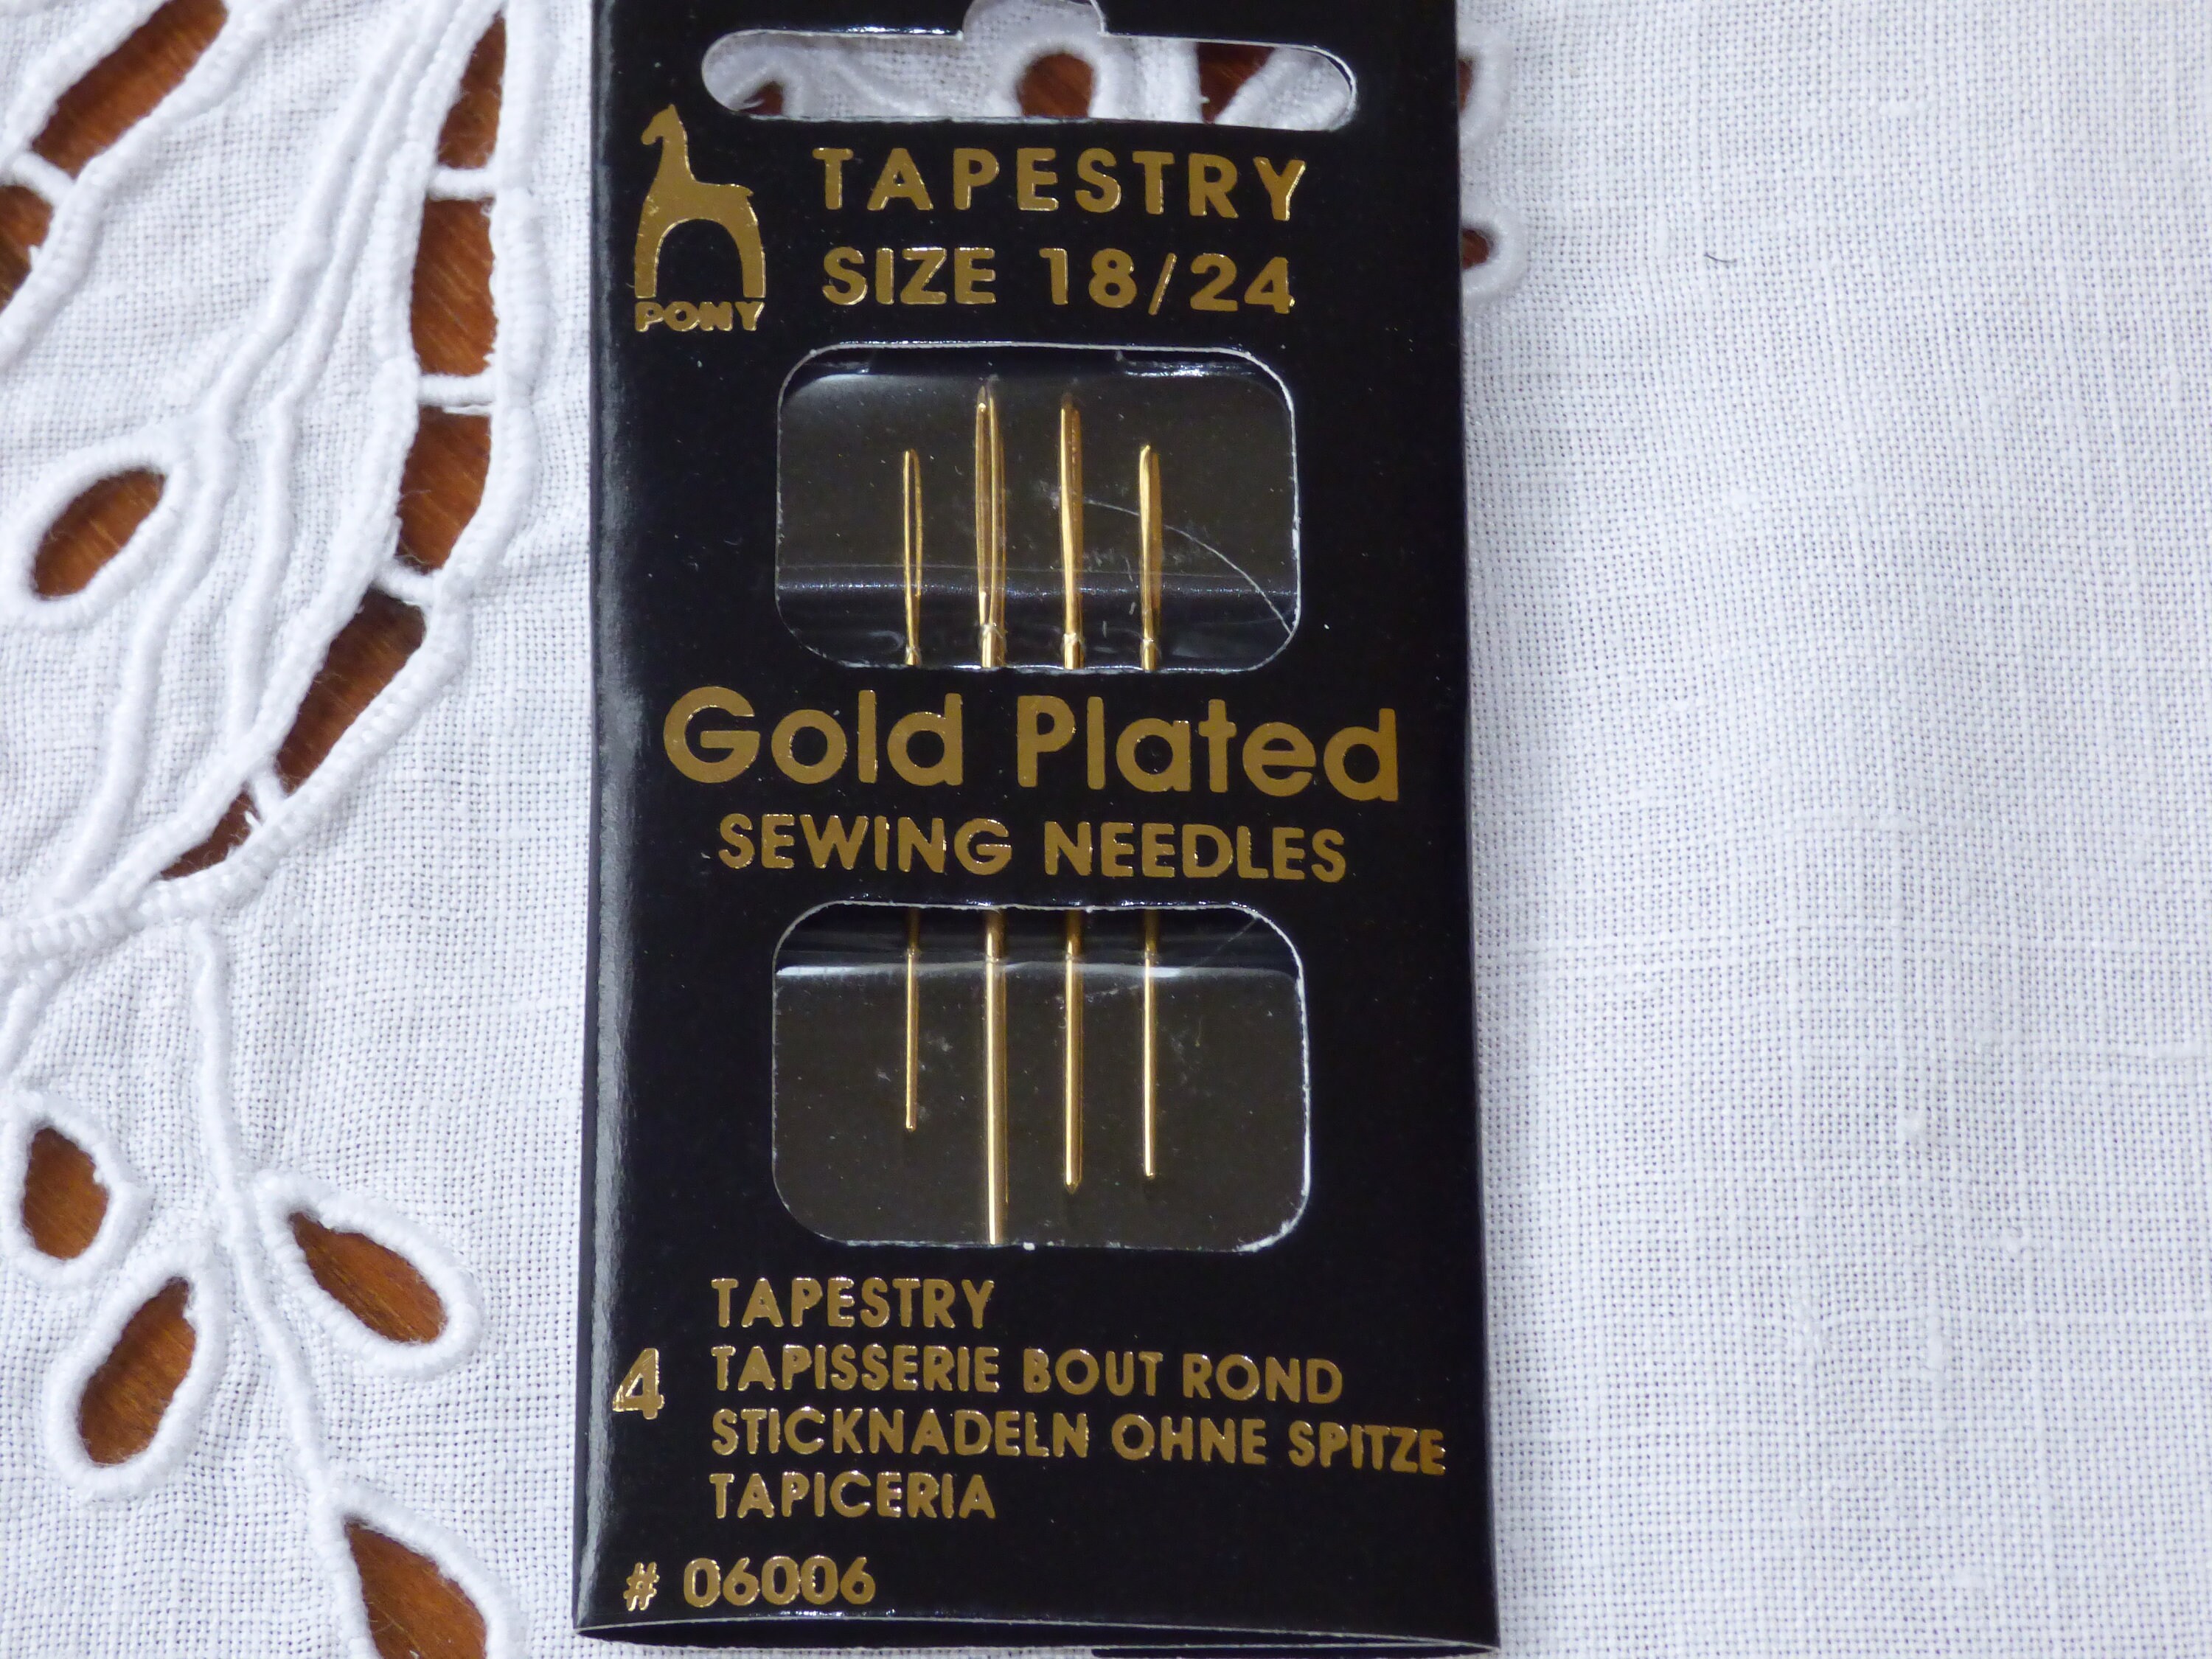 TAPESTRY
SIZE 18/24
PONY
Gold Plated
SEWING NEEDLES
TAPESTRY
4 TAPISSERIE BOUT ROND
STICKNADELN OHNE SPITZE
TAPICERIA
# 06006